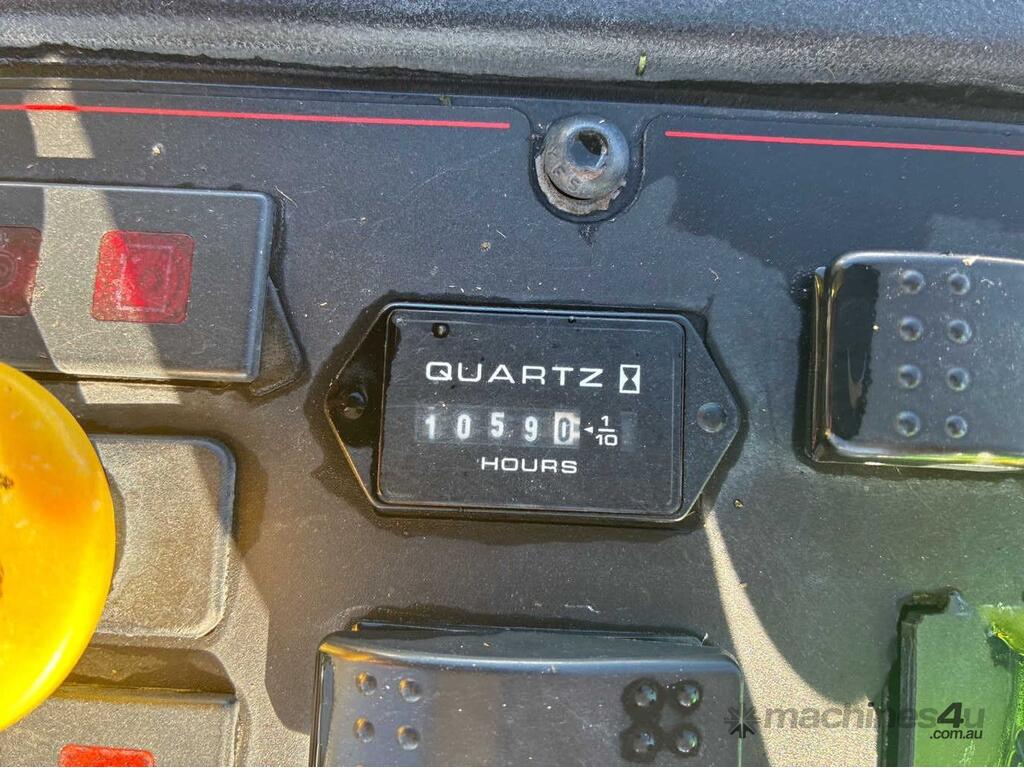 QUARTZ
10590 1/10
HOURS
machines4u
.com.au